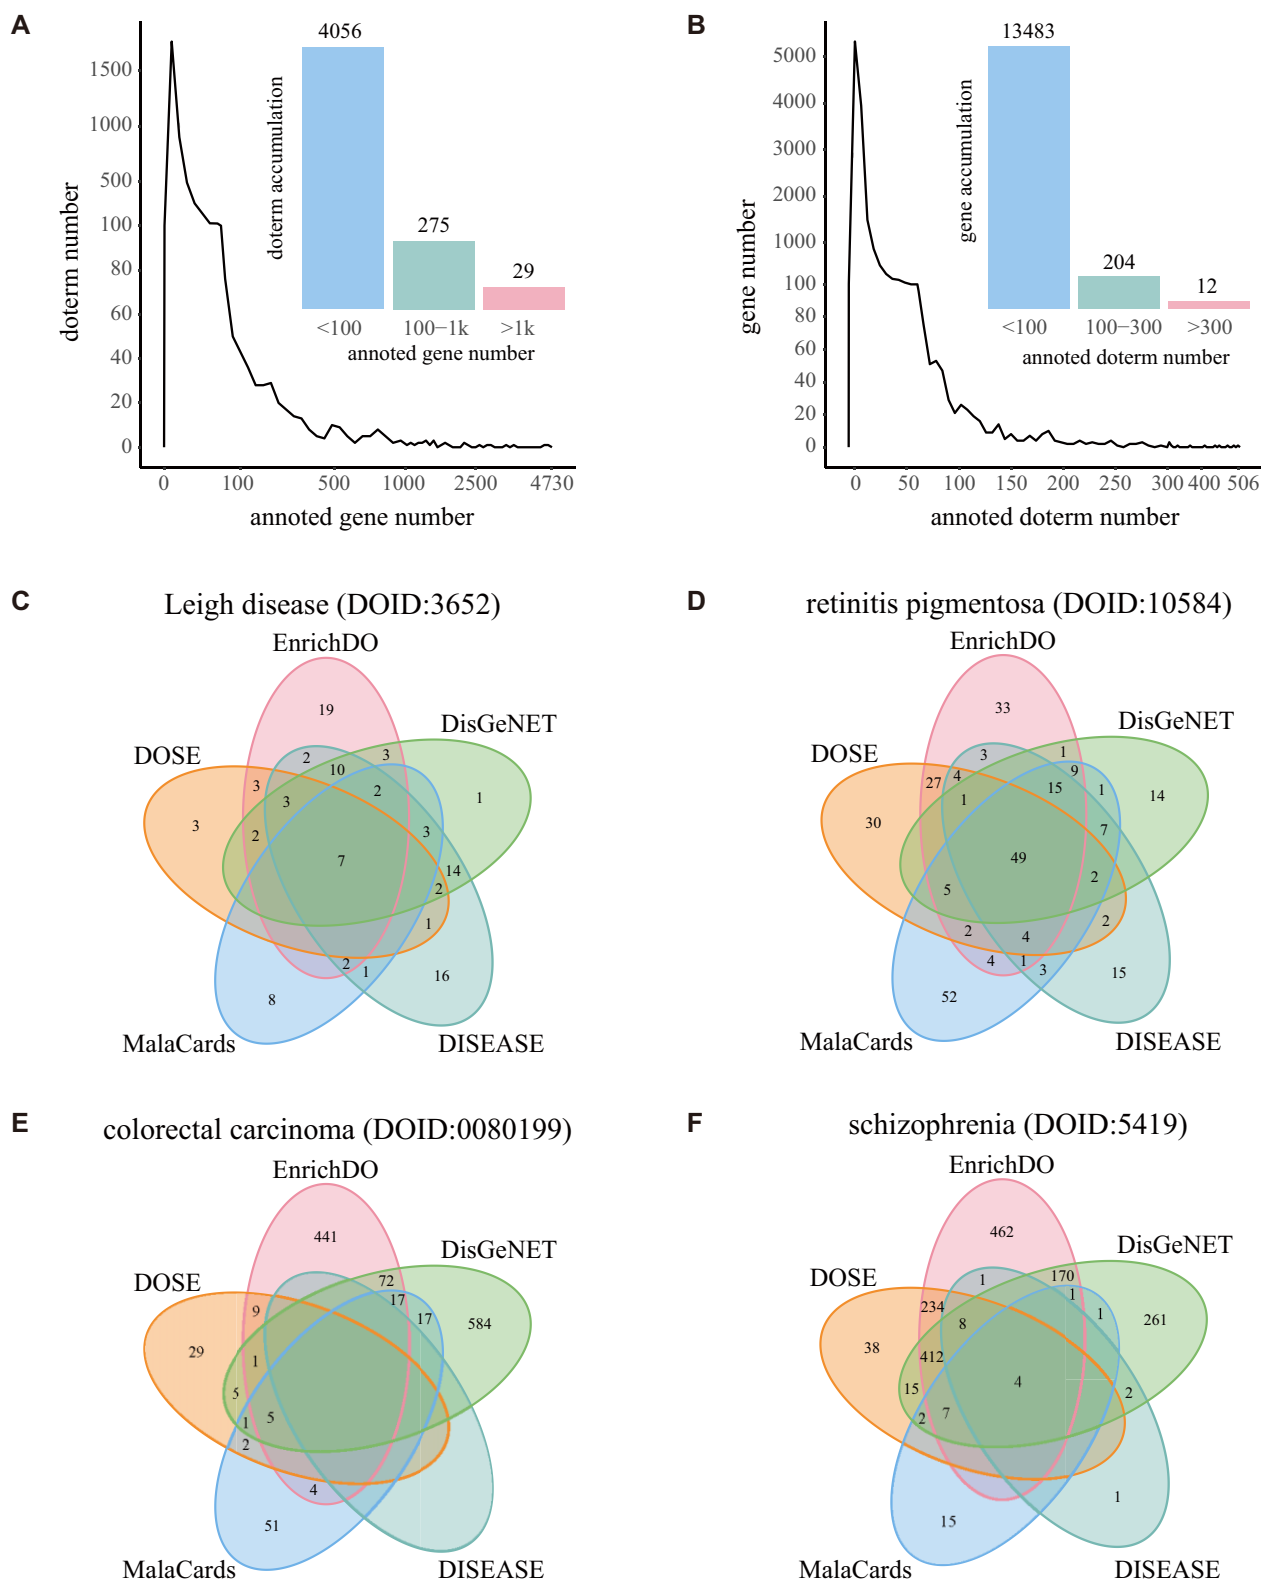 A
1500
1000
500
100
80
60
40
20
0
doterm number
0 100 500 1000 2500 4730
annoted gene number
doterm accumulation
4056
275
29
<100 100−1k >1k
annoted gene number
B
5000
4000
3000
2000
1000
100
80
60
40
20
0
gene number
0 50 100 150 200 250 300 400 506
annoted doterm number
gene accumulation
13483
204
12
<100 100−300 >300
annoted doterm number
C
Leigh disease (DOID:3652)
EnrichDO
DisGeNET
DOSE
MalaCards
DISEASE
19
2
3
10
3
3
2
1
3
2
3
7
14
2
1
2
1
16
8
D
retinitis pigmentosa (DOID:10584)
EnrichDO
DisGeNET
DOSE
MalaCards
DISEASE
33
3
1
9
27
4
15
1
14
1
30
7
49
5
2
2
2
4
4
1
3
15
52
E
colorectal carcinoma (DOID:0080199)
EnrichDO
DisGeNET
DOSE
MalaCards
DISEASE
441
72
17
9
17
584
29
1
5
1
5
2
4
51
F
schizophrenia (DOID:5419)
EnrichDO
DisGeNET
DOSE
MalaCards
DISEASE
462
1
170
1
234
8
1
261
38
412
4
15
2
2
7
1
15